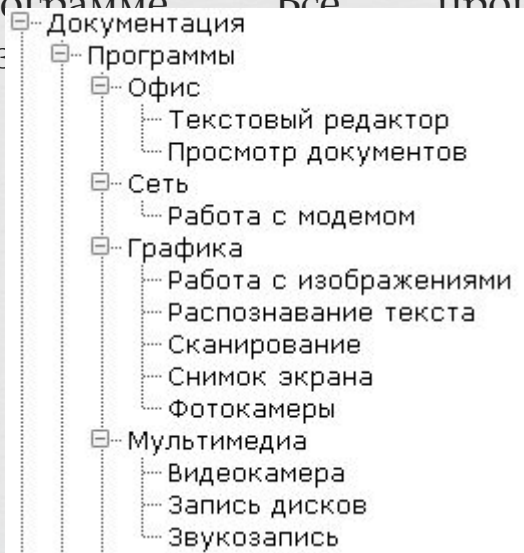 Документация
Программы
Офис
Текстовый редактор
Просмотр документов
Сеть
Работа с модемом
Графика
Работа с изображениями
Распознавание текста
Сканирование
Снимок экрана
Фотокамеры
Мультимедиа
Видеокамера
Запись дисков
Звукозапись